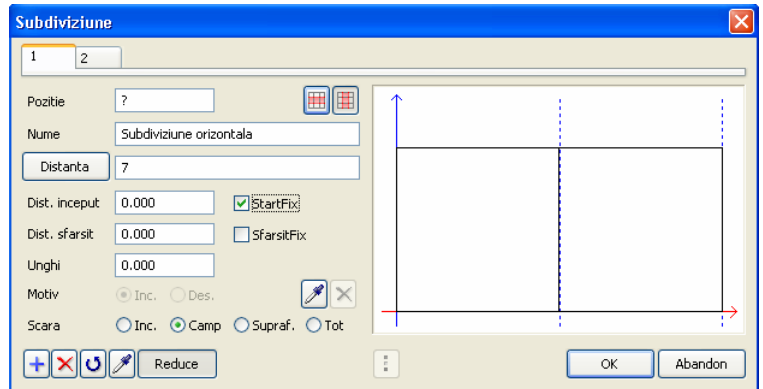 Subdiviziune
1 2
Pozitie ?
Nume Subdiviziune orizontala
Distanta 7
Dist. inceput 0.000 StartFix
Dist. sfarsit 0.000 SfarsitFix
Unghi 0.000
Motiv Inc. Des.
Scara Inc. Camp Supraf. Tot
Reduce OK Abandon